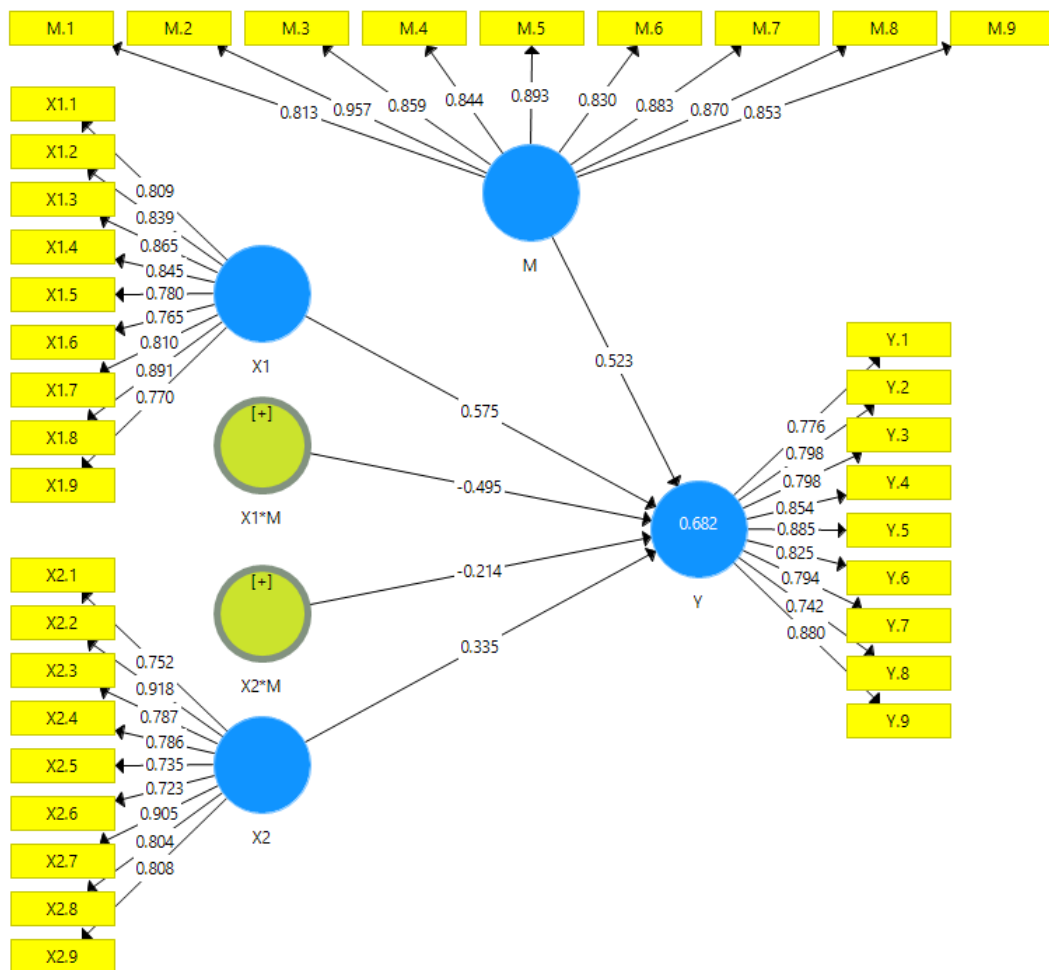 M.1 M.2 M.3 M.4 M.5 M.6 M.7 M.8 M.9
0.813 0.957 0.859 0.844 0.893 0.830 0.883 0.870 0.853
M
X1.1
X1.2
X1.3
X1.4
X1.5
X1.6
X1.7
X1.8
X1.9
0.809
0.839
0.865
0.845
0.780
0.765
0.810
0.891
0.770
X1
[+]
X1*M
[+]
X2*M
X2.1
X2.2
X2.3
X2.4
X2.5
X2.6
X2.7
X2.8
X2.9
0.752
0.918
0.787
0.786
0.735
0.723
0.905
0.804
0.808
X2
0.523
0.575
-0.495
-0.214
0.335
0.682
Y
0.776
0.798
0.798
0.854
0.885
0.825
0.794
0.742
0.880
Y.1
Y.2
Y.3
Y.4
Y.5
Y.6
Y.7
Y.8
Y.9